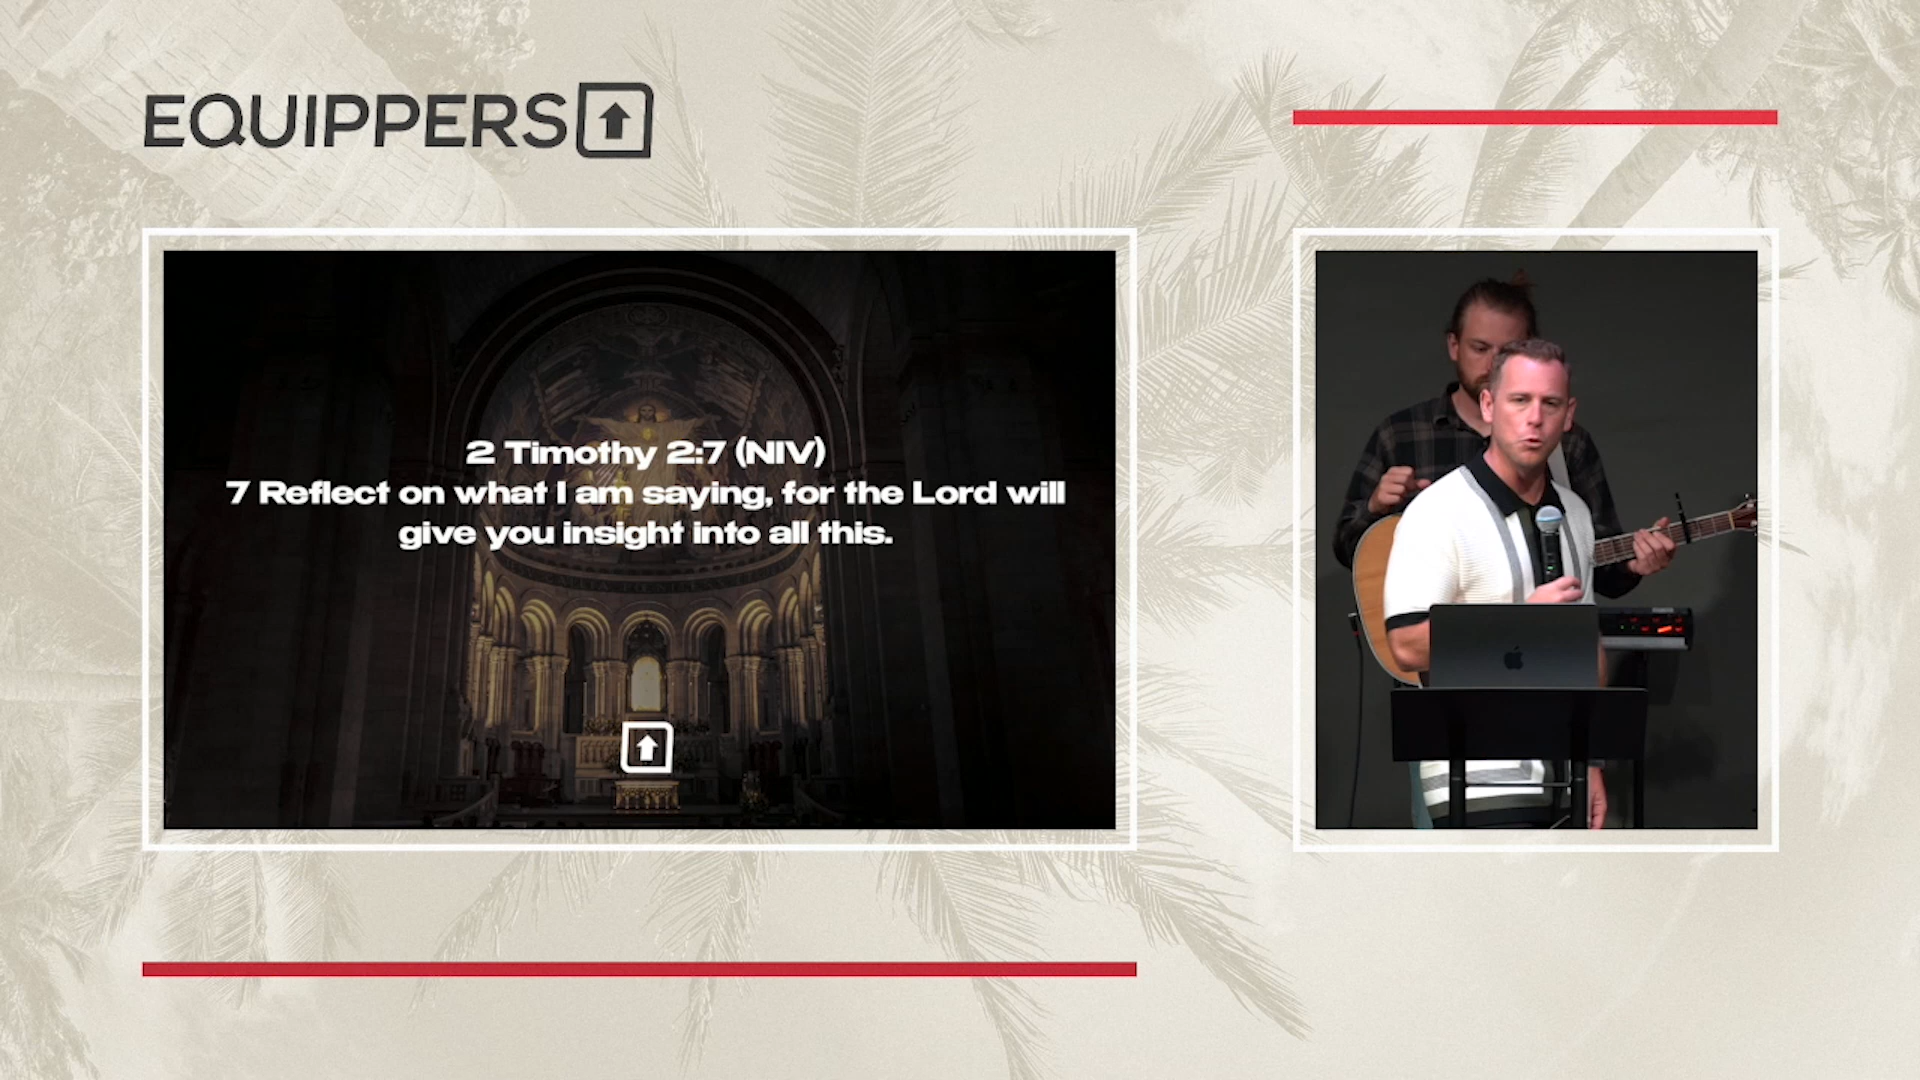 EQUIPPERS
2 Timothy 2:7 (NIV)
7 Reflect on what I am saying, for the Lord will
give you insight into all this.